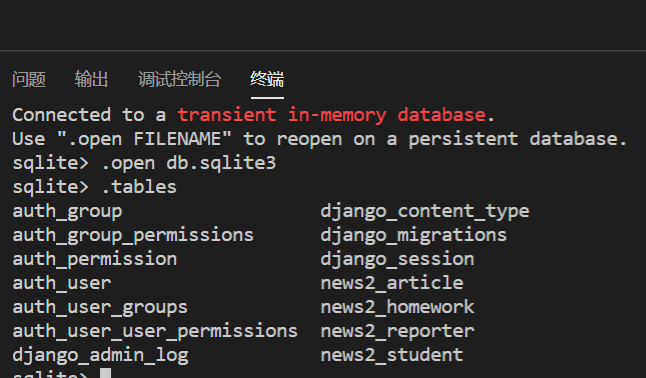 问题 输出 调试控制台 终端
Connected to a transient in-memory database.
Use ".open FILENAME" to reopen on a persistent database.
sqlite> .open db.sqlite3
sqlite> .tables
auth_group django_content_type
auth_group_permissions django_migrations
auth_permission django_session
auth_user news2_article
auth_user_groups news2_homework
auth_user_user_permissions news2_reporter
django_admin_log news2_student
sqlite>